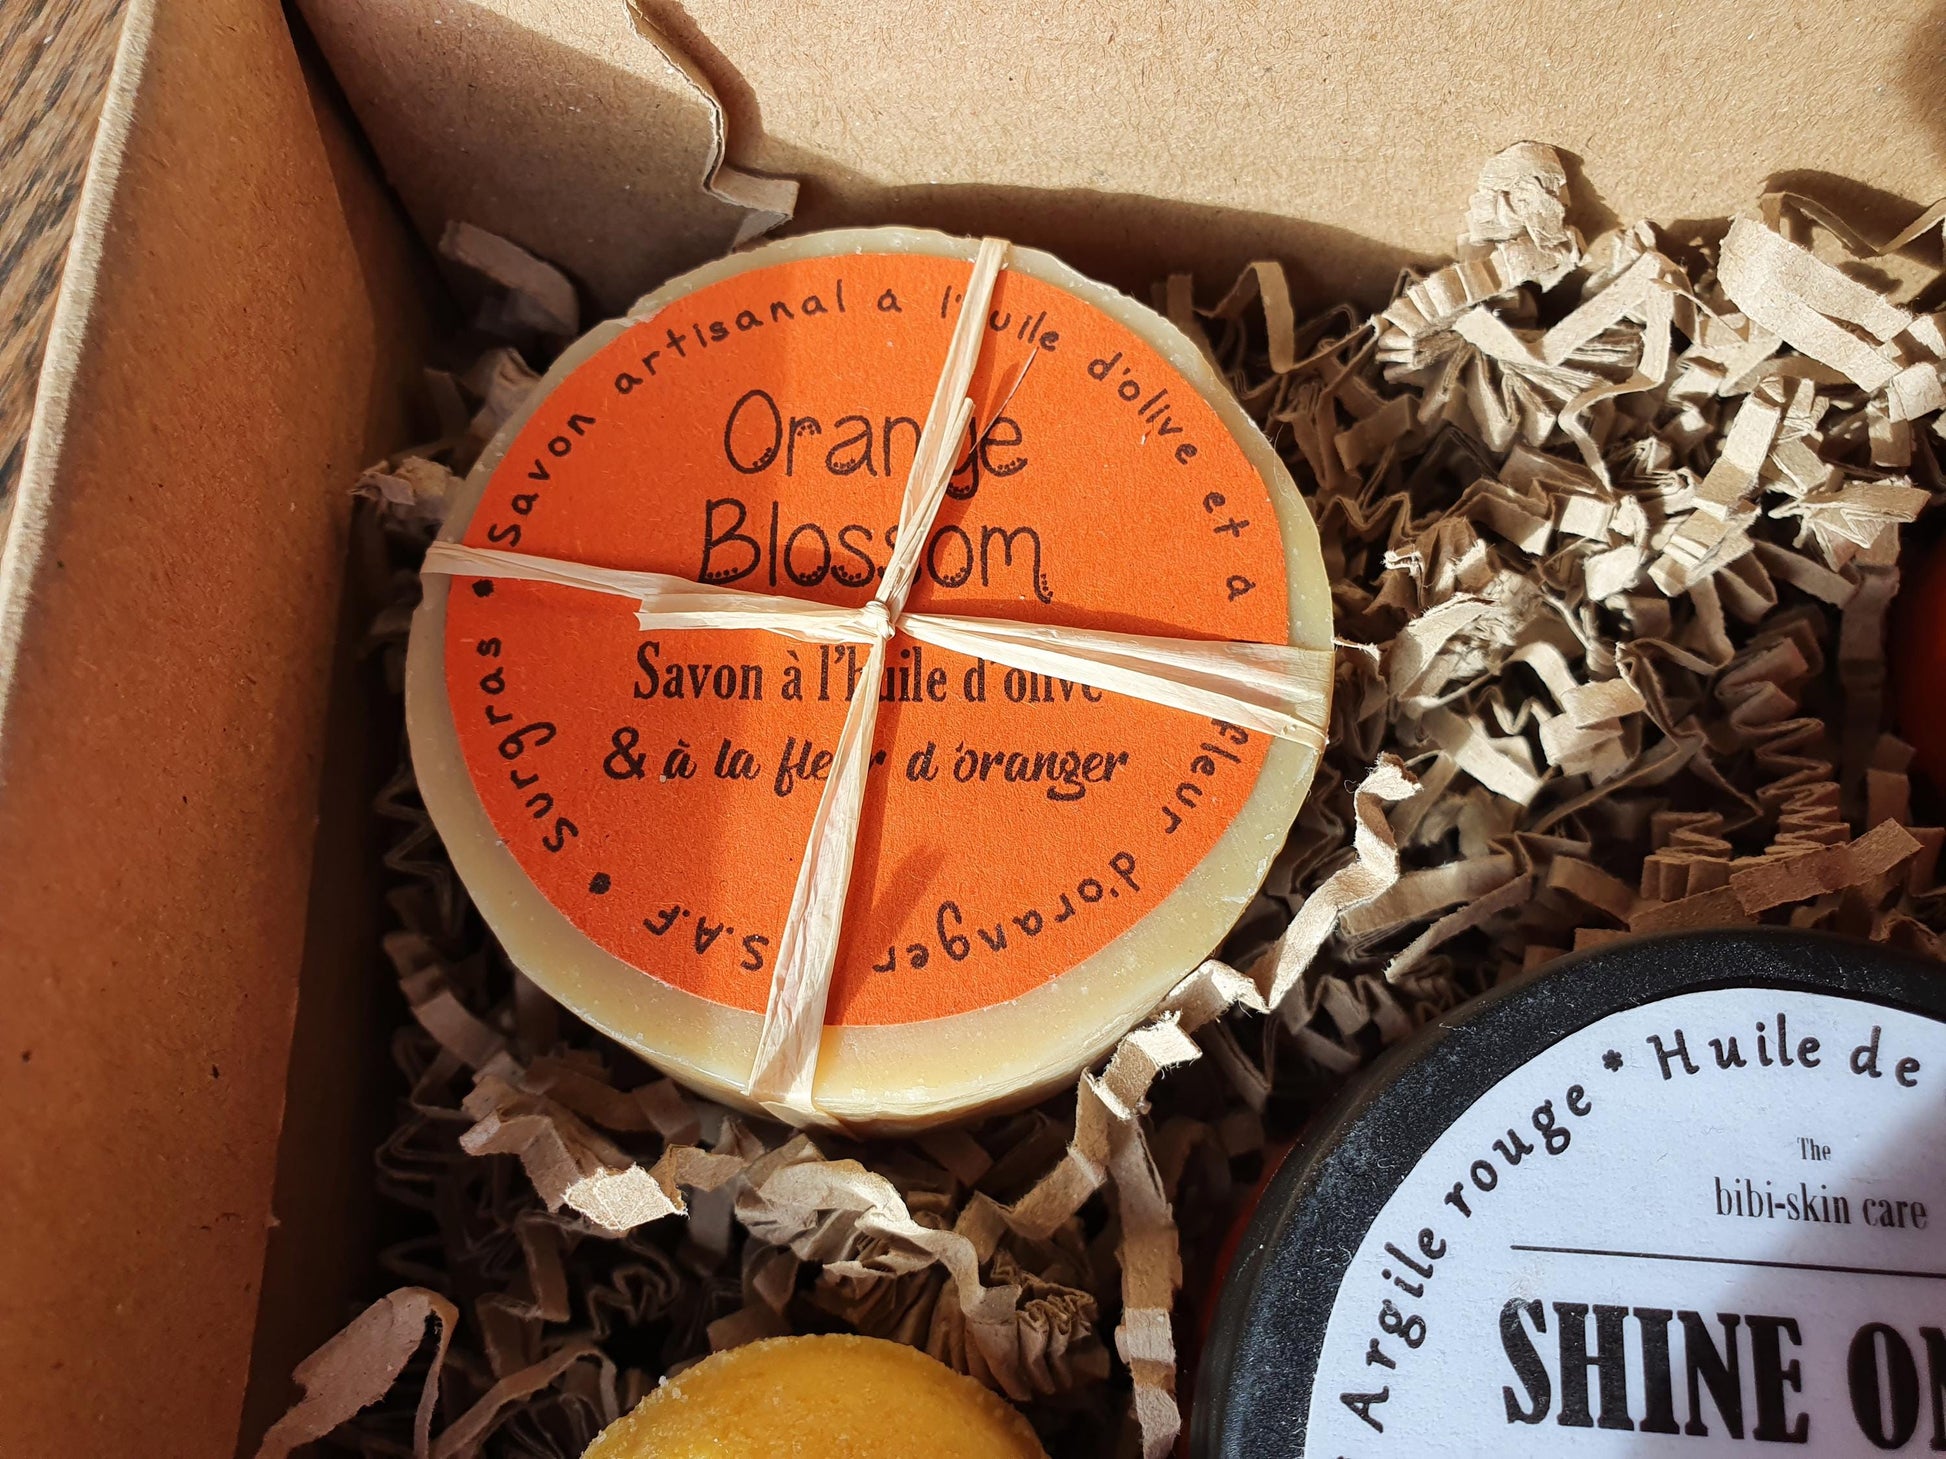 Savon artisanal a l'huile d'olive et à fleur d'oranger S.A.F • Surgras •
Orange
Blossom
Savon à l'huile d'olive
& à la fleur d'oranger
Argile rouge * Huile de
The
bibi-skin care
SHINE